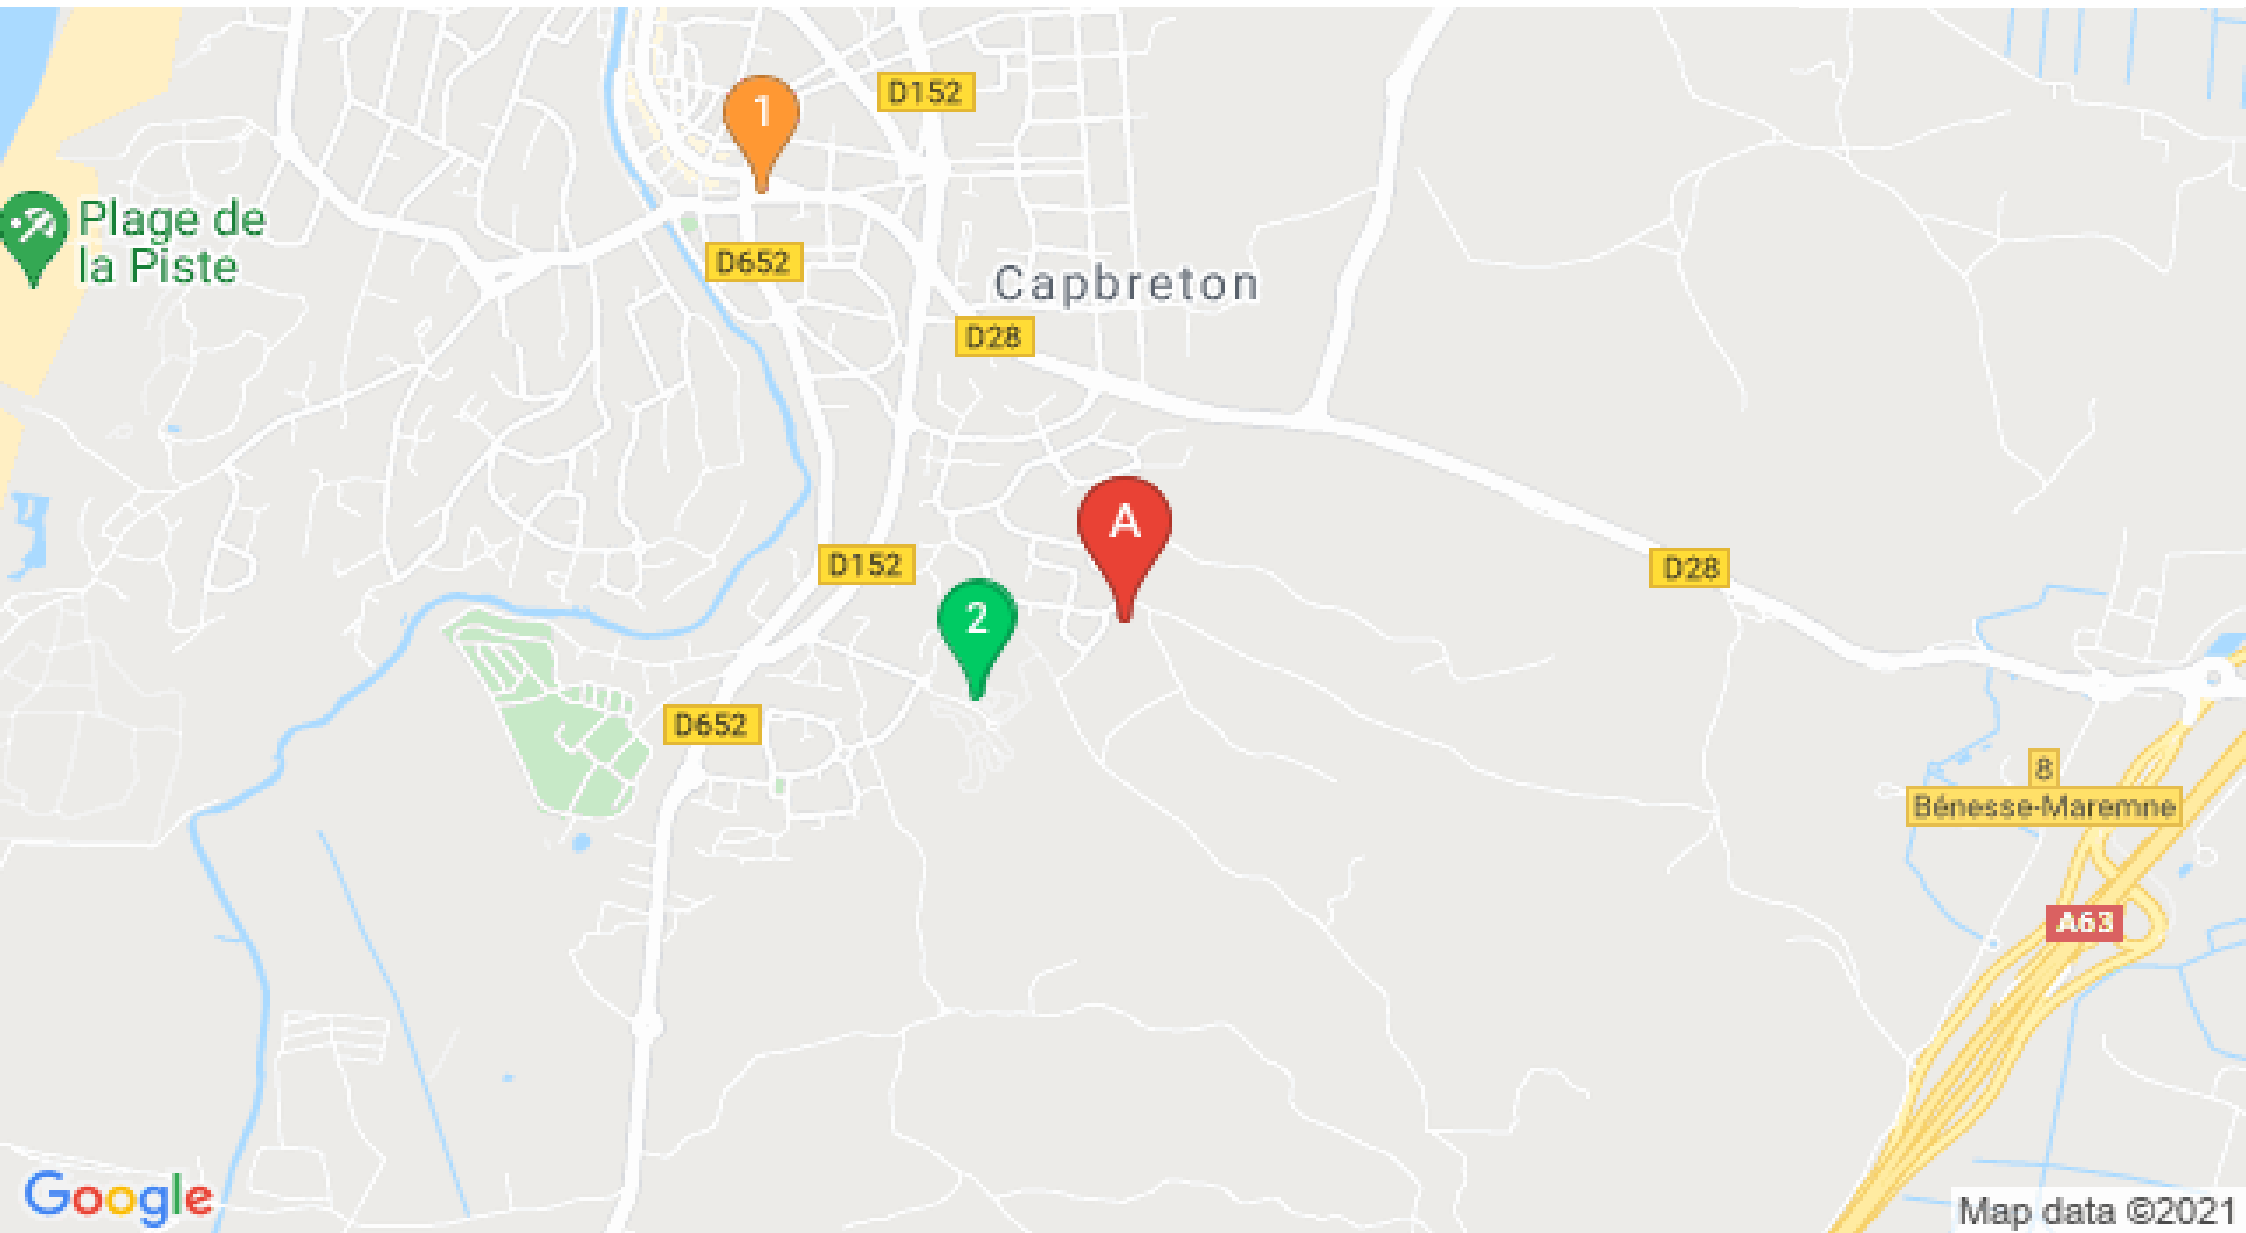 1
D152
Plage de
la Piste
D652
Capbreton
D28
A
D152
D28
2
D652
8
Bénesse-Maremne
A63
Google
Map data ©2021